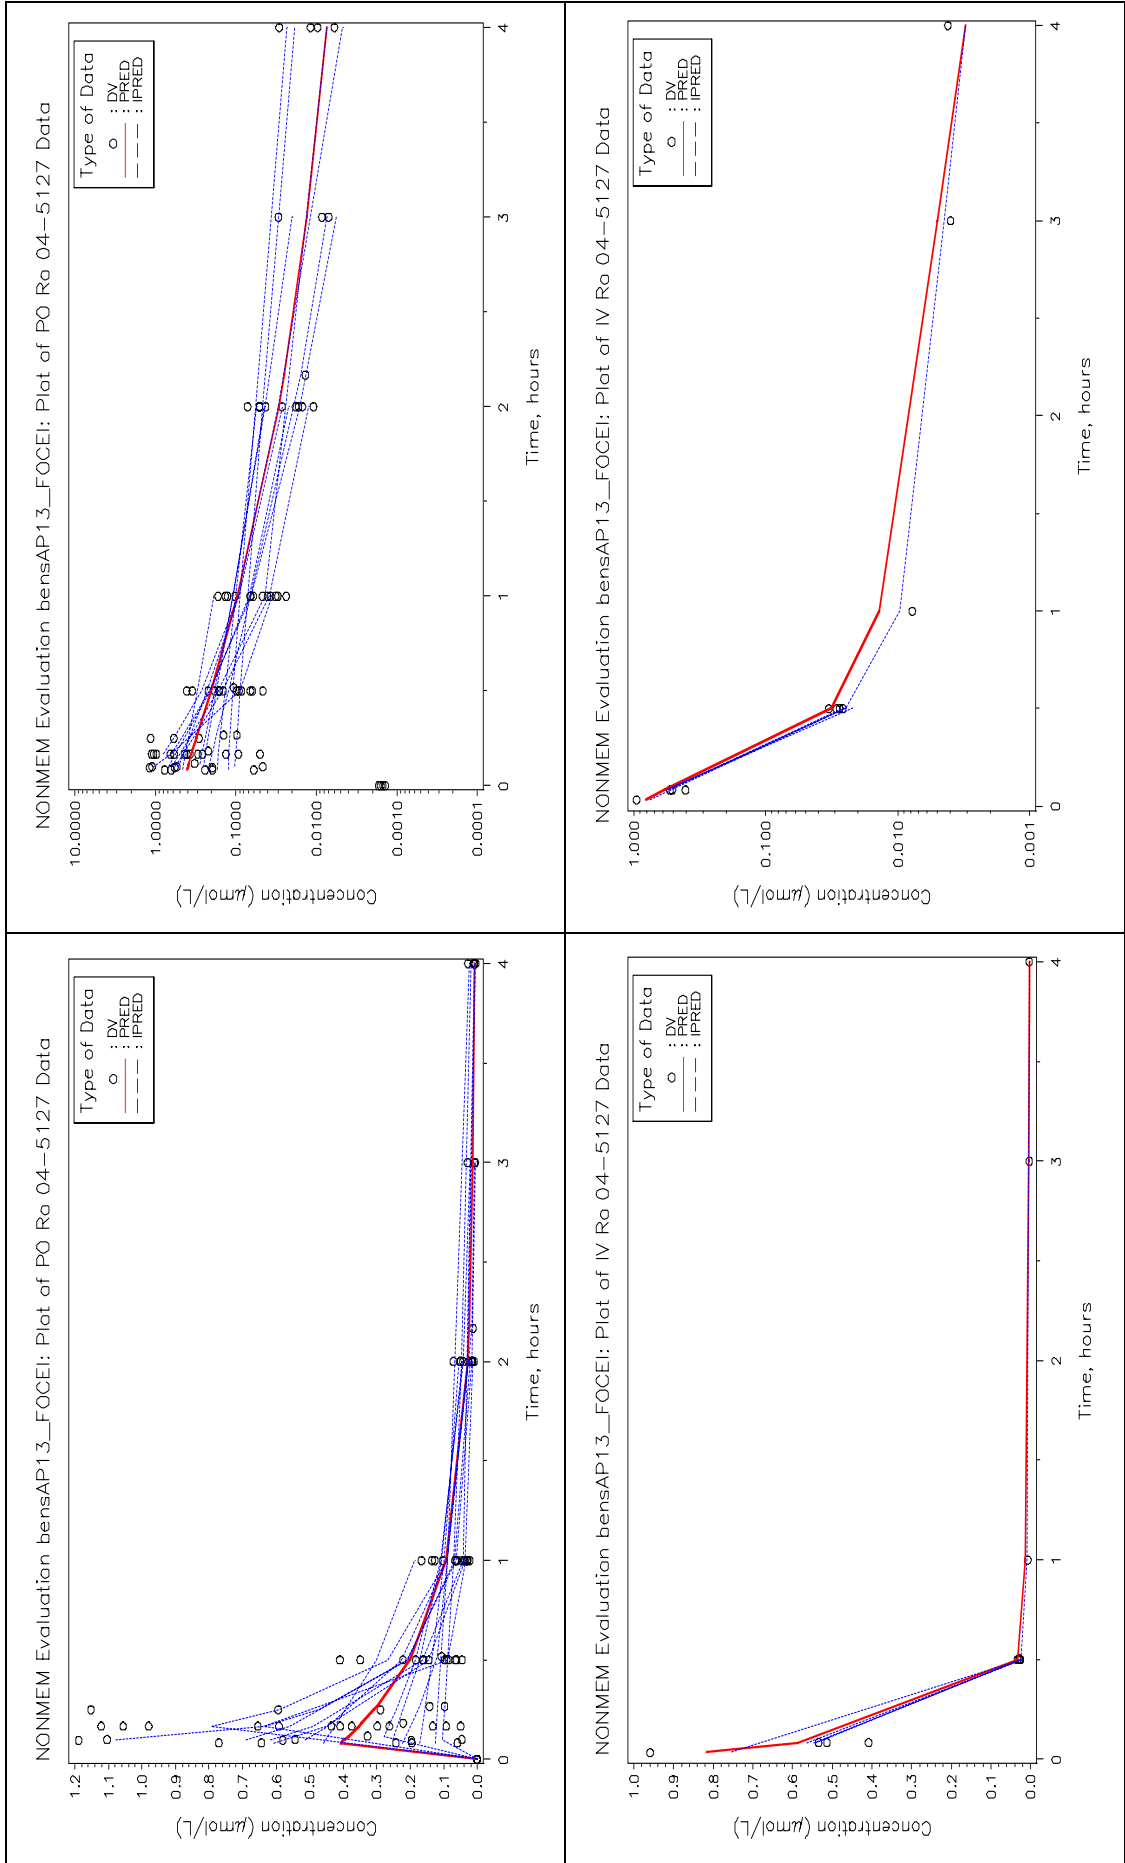 NONMEM Evaluation bensAP13_FOCEI: Plot of PO Ro 04-5127 Data
Type of Data
: DV
: PRED
: IPRED
Concentration (μmol/L)
1.2
1.1
1.0
0.9
0.8
0.7
0.6
0.5
0.4
0.3
0.2
0.1
0.0
0
1
2
3
4
Time, hours
NONMEM Evaluation bensAP13_FOCEI: Plot of PO Ro 04-5127 Data
Type of Data
: DV
: PRED
: IPRED
Concentration (μmol/L)
10.0000
1.0000
0.1000
0.0100
0.0010
0.0001
0
1
2
3
4
Time, hours
NONMEM Evaluation bensAP13_FOCEI: Plot of IV Ro 04-5127 Data
Type of Data
: DV
: PRED
: IPRED
Concentration (μmol/L)
1.0
0.9
0.8
0.7
0.6
0.5
0.4
0.3
0.2
0.1
0.0
0
1
2
3
4
Time, hours
NONMEM Evaluation bensAP13_FOCEI: Plot of IV Ro 04-5127 Data
Type of Data
: DV
: PRED
: IPRED
Concentration (μmol/L)
1.000
0.100
0.010
0.001
0
1
2
3
4
Time, hours